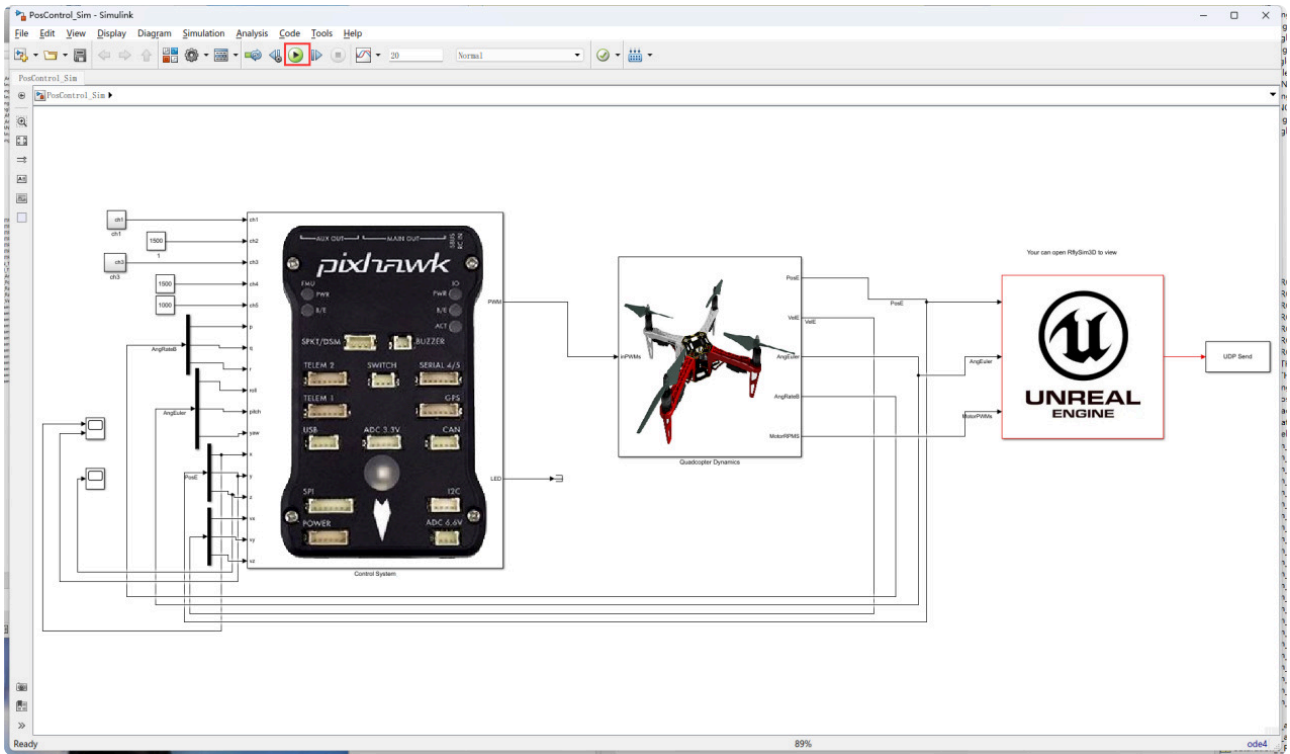 PosControl_Sim - Simulink
File Edit View Display Diagram Simulation Analysis Code Tools Help
20 Normal
PosControl_Sim
PosControl_Sim
ch1
ch1
1500
1
ch3
ch3
1500
1000
AngRateB
AngEuler
PosE
ch1
ch2
ch3
ch4
ch5
p
q
r
roll
pitch
yaw
x
y
z
vx
vy
vz
AUX OUT MAIN OUT SBUS RC IN
pixhawk
FMU IO
PWR PWR
B/E B/E
ACT
SPKT/DSM BUZZER
TELEM 2 SWITCH SERIAL 4/5
TELEM 1 GPS
USB ADC 3.3V CAN
SPI I2C
POWER ADC 6.6V
PWM
LED
Control System
inPWMs
PosE
VelE
AngEuler
AngRateB
MotorRPMS
Quadcopter Dynamics
PosE
VelE
AngEuler
MotorPWMs
Your can open RflySim3D to view
UNREAL
ENGINE
UDP Send
Ready 89% ode4